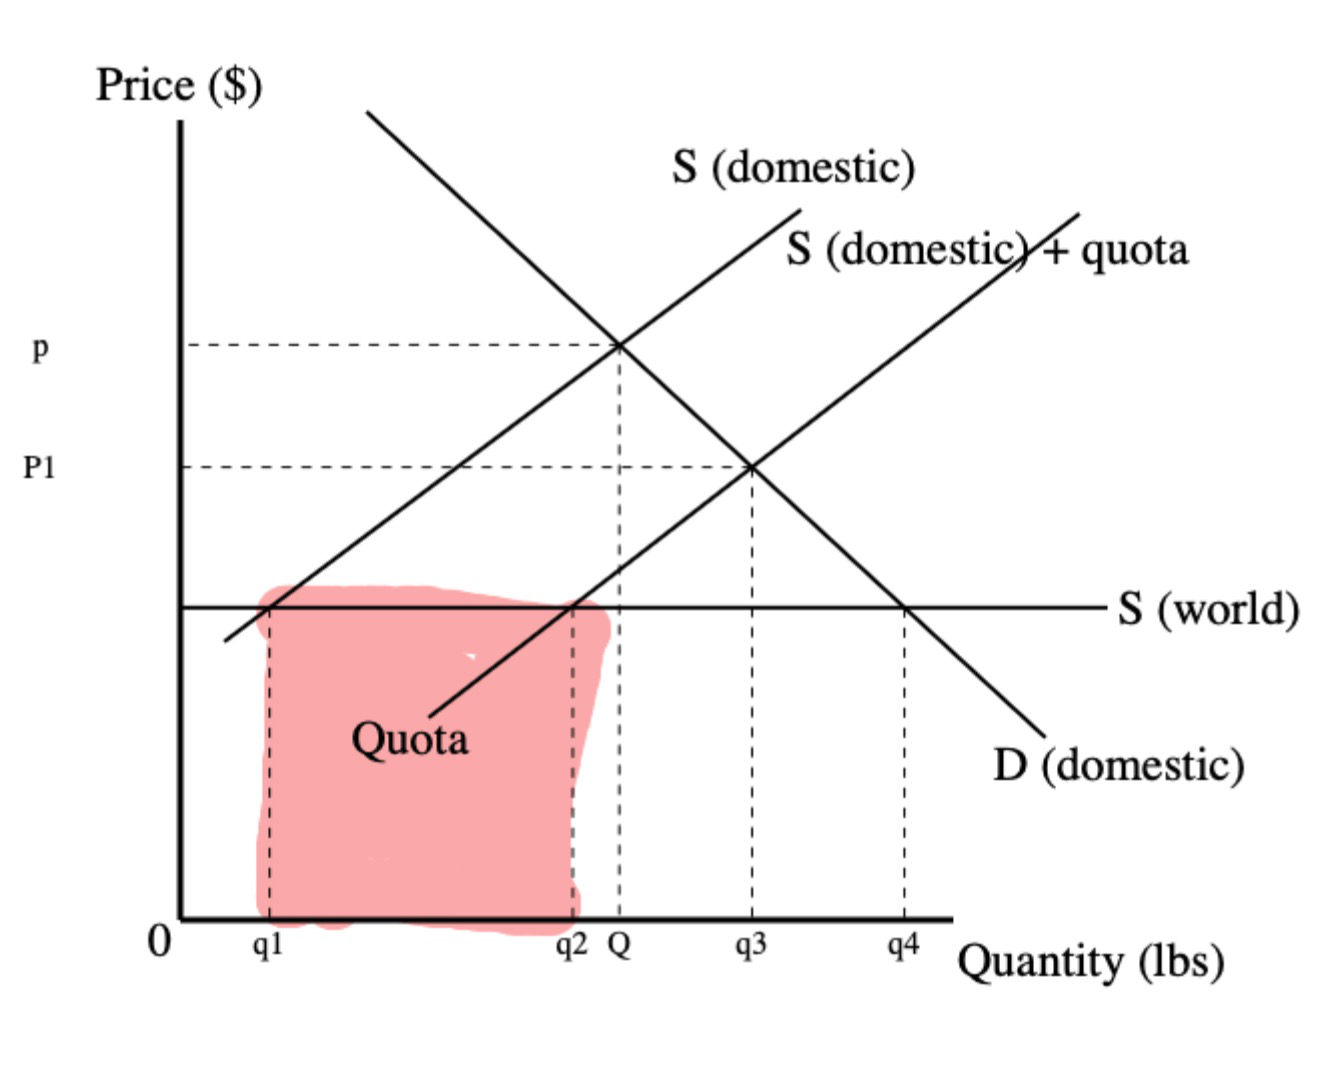 Price ($)
S (domestic)
S (domestic) + quota
p
P1
S (world)
Quota
D (domestic)
0
q1
q2
Q
q3
q4
Quantity (lbs)